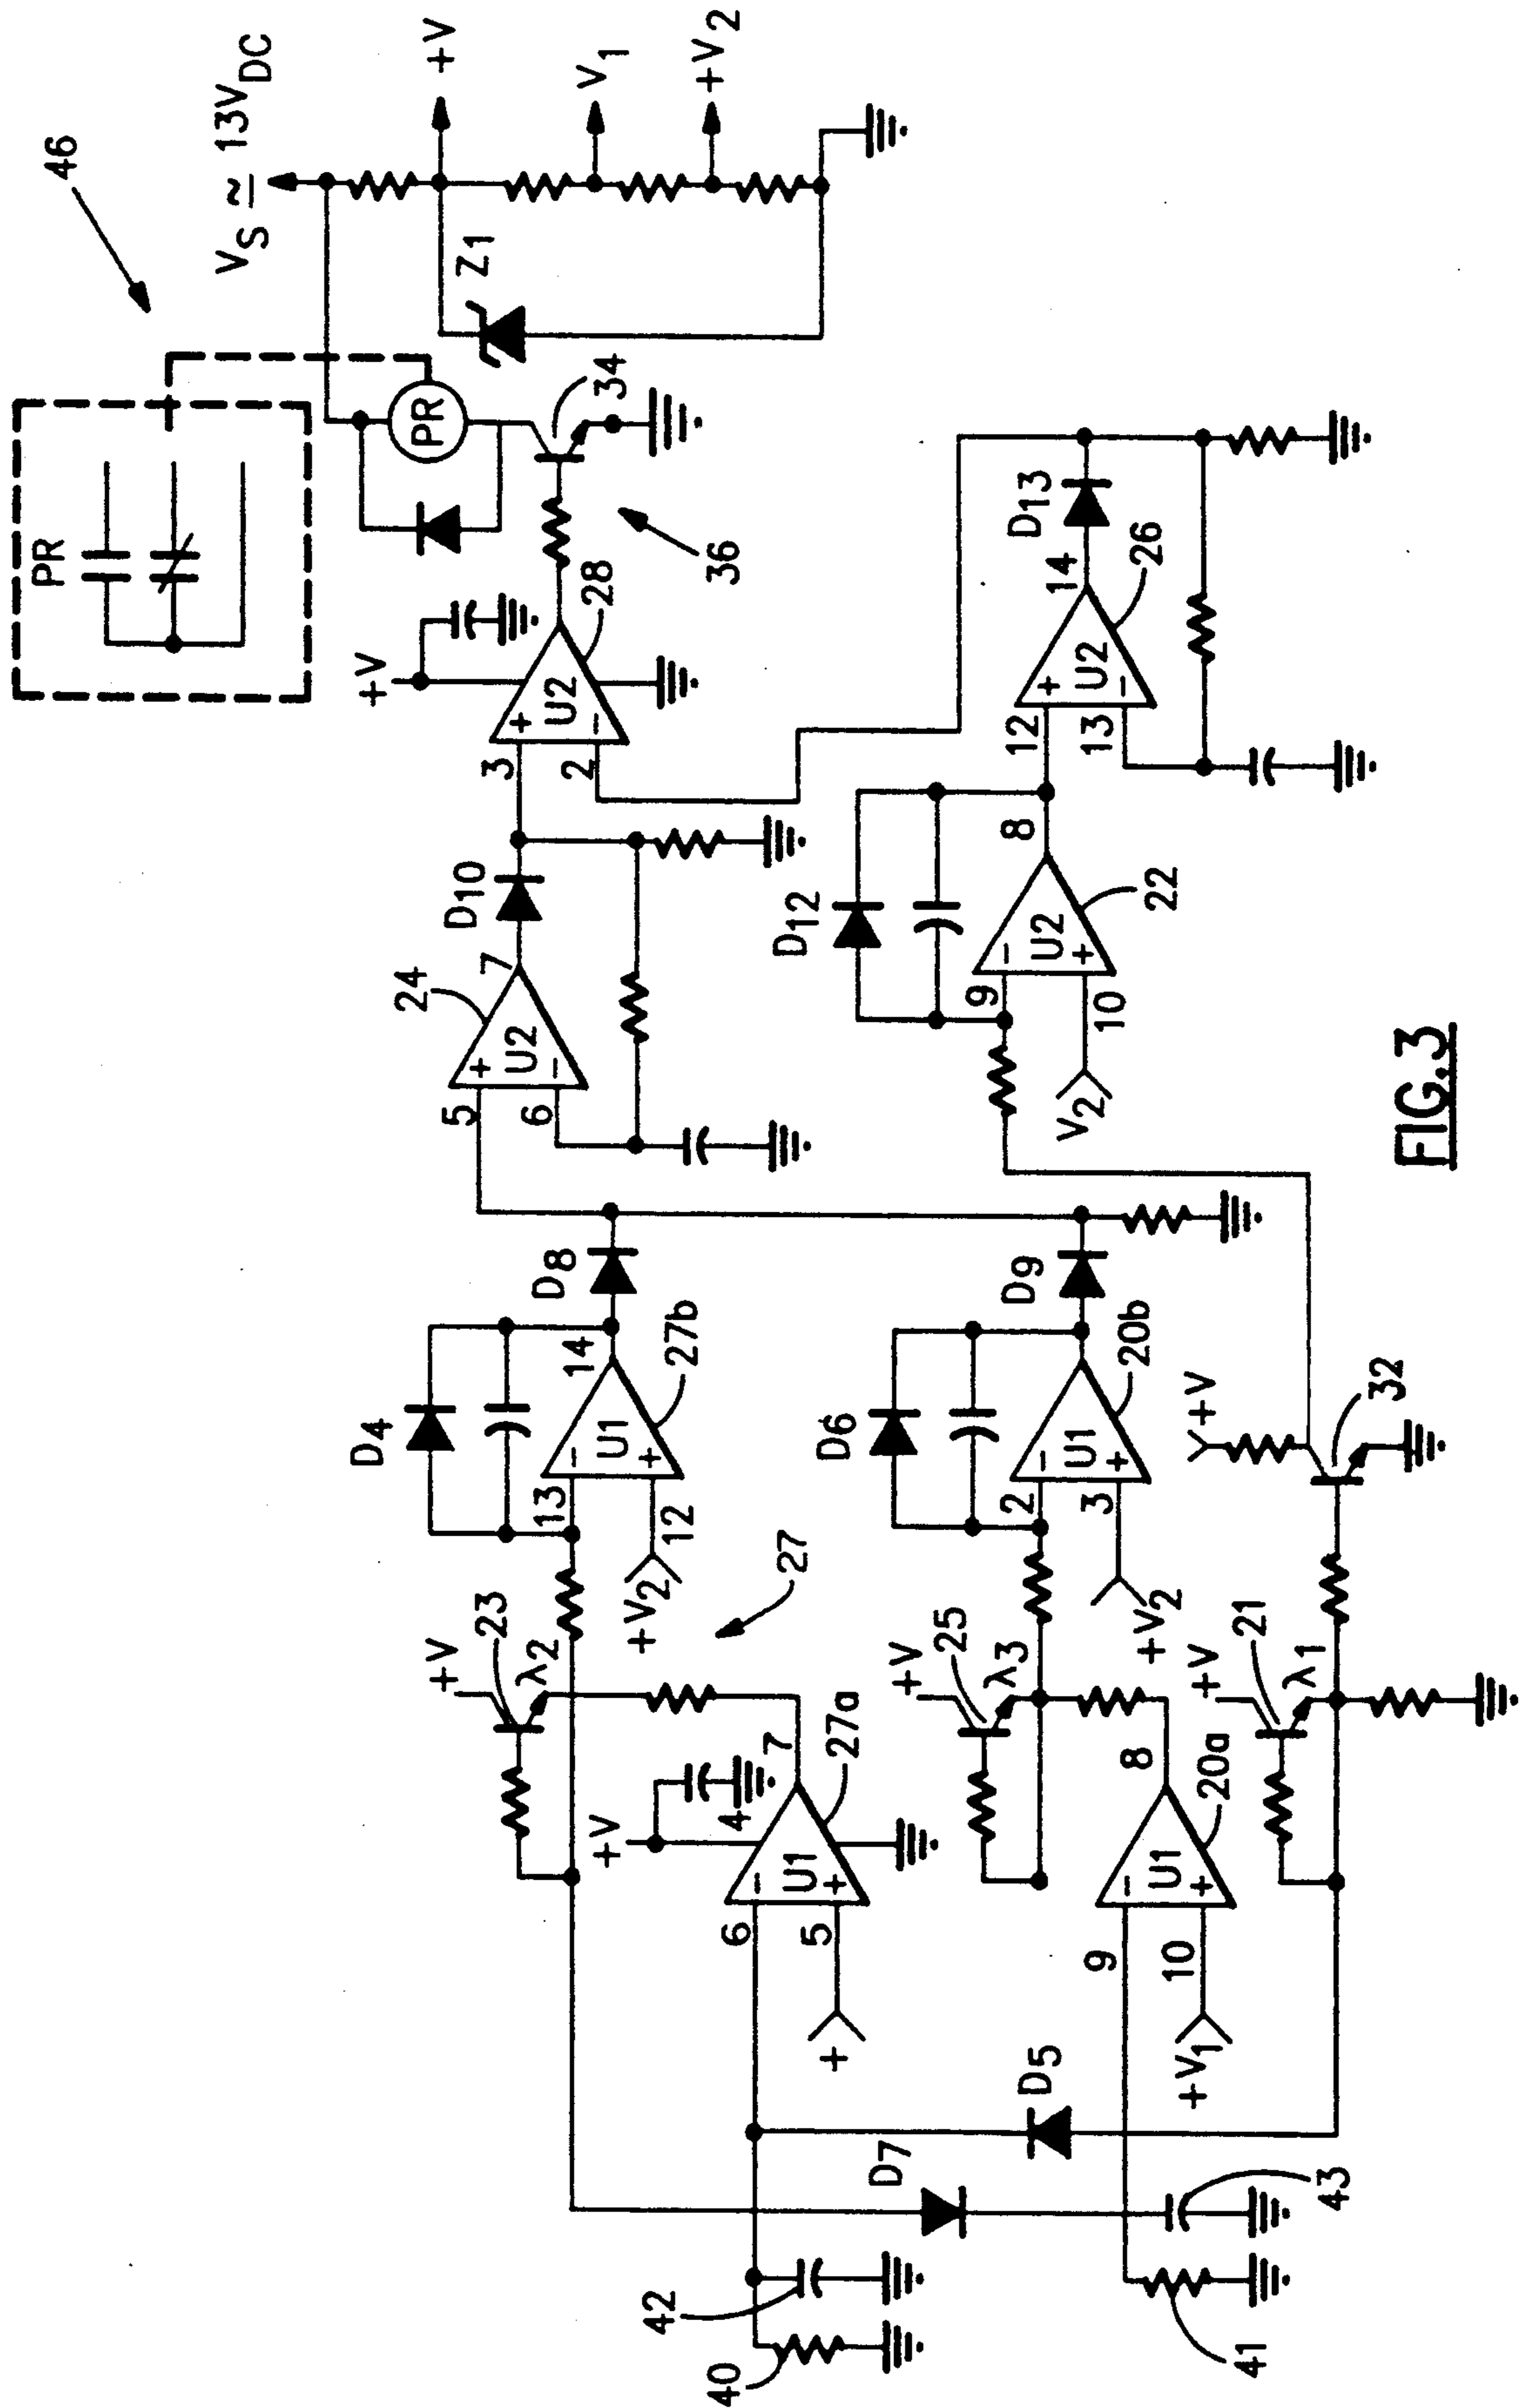 46
V_S ≃ 13V_DC
+V
V_1
+V_2
PR
PR
Z_1
34
36
+V
28
U2
+
−
3
2
D_10
24
7
U2
+
−
5
6
D_13
14
26
U2
+
−
12
13
D_12
8
22
U2
−
+
9
10
V_2
D_8
D_4
14
27b
U1
−
+
13
12
+V_2
27
D_9
D_6
20b
U1
−
+
2
3
+V_2
+V
32
+V
23
λ2
+V
4
7
27a
U1
−
+
6
5
+
+V
25
λ3
8
20a
U1
−
+
9
10
+V_1
+V
21
λ1
D_5
D_7
43
42
40
41
FIG.3